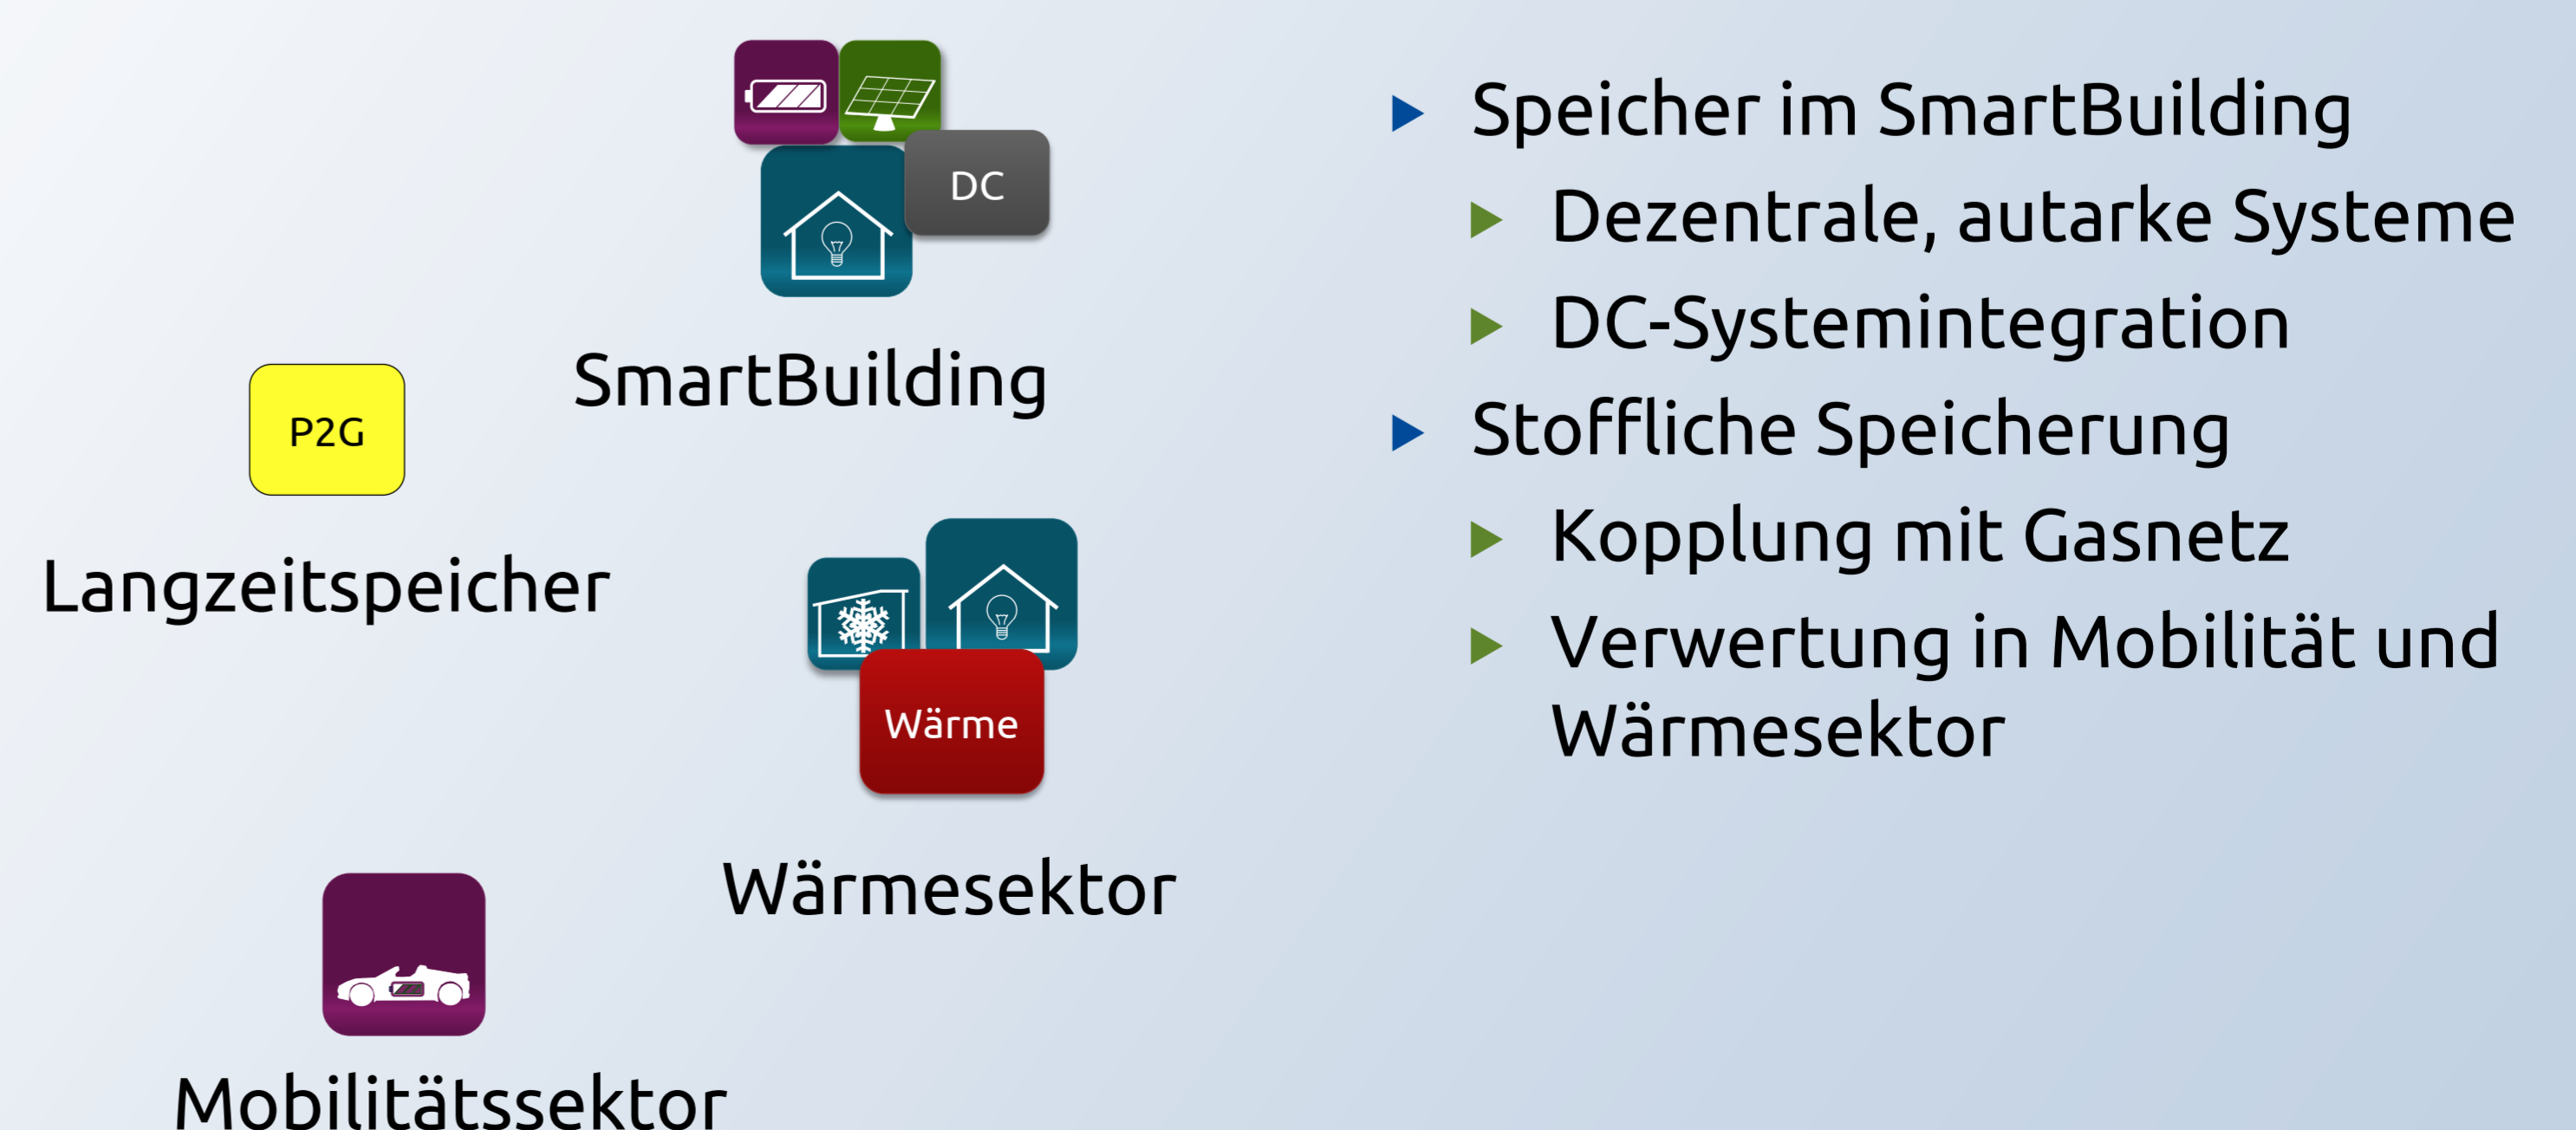 DC
SmartBuilding
P2G
Langzeitspeicher
Wärme
Wärmesektor
Mobilitätssektor
Speicher im SmartBuilding
Dezentrale, autarke Systeme
DC-Systemintegration
Stoffliche Speicherung
Kopplung mit Gasnetz
Verwertung in Mobilität und
Wärmesektor